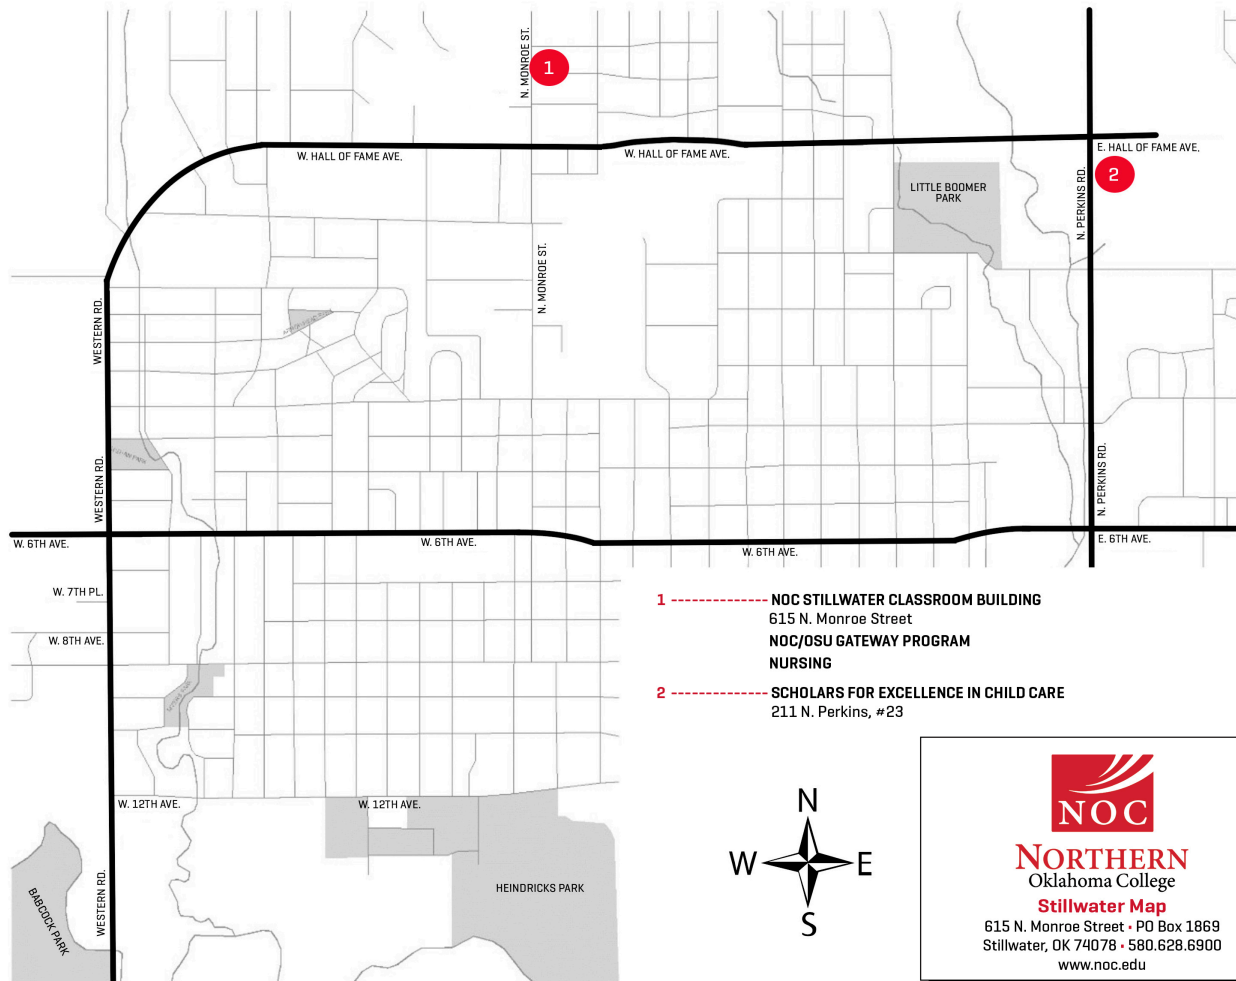 N. MONROE ST.
1
W. HALL OF FAME AVE.
W. HALL OF FAME AVE.
E. HALL OF FAME AVE.
2
N. PERKINS RD.
LITTLE BOOMER
PARK
N. MONROE ST.
WESTERN RD.
WESTERN RD.
N. PERKINS RD.
W. 6TH AVE.
W. 6TH AVE.
W. 6TH AVE.
E. 6TH AVE.
W. 7TH PL.
W. 8TH AVE.
W. 12TH AVE.
W. 12TH AVE.
HEINDRICKS PARK
BABCOCK PARK
WESTERN RD.
1 -------------- NOC STILLWATER CLASSROOM BUILDING
615 N. Monroe Street
NOC/OSU GATEWAY PROGRAM
NURSING
2 -------------- SCHOLARS FOR EXCELLENCE IN CHILD CARE
211 N. Perkins, #23
N
W E
S
NOC
NORTHERN
Oklahoma College
Stillwater Map
615 N. Monroe Street • PO Box 1869
Stillwater, OK 74078 • 580.628.6900
www.noc.edu